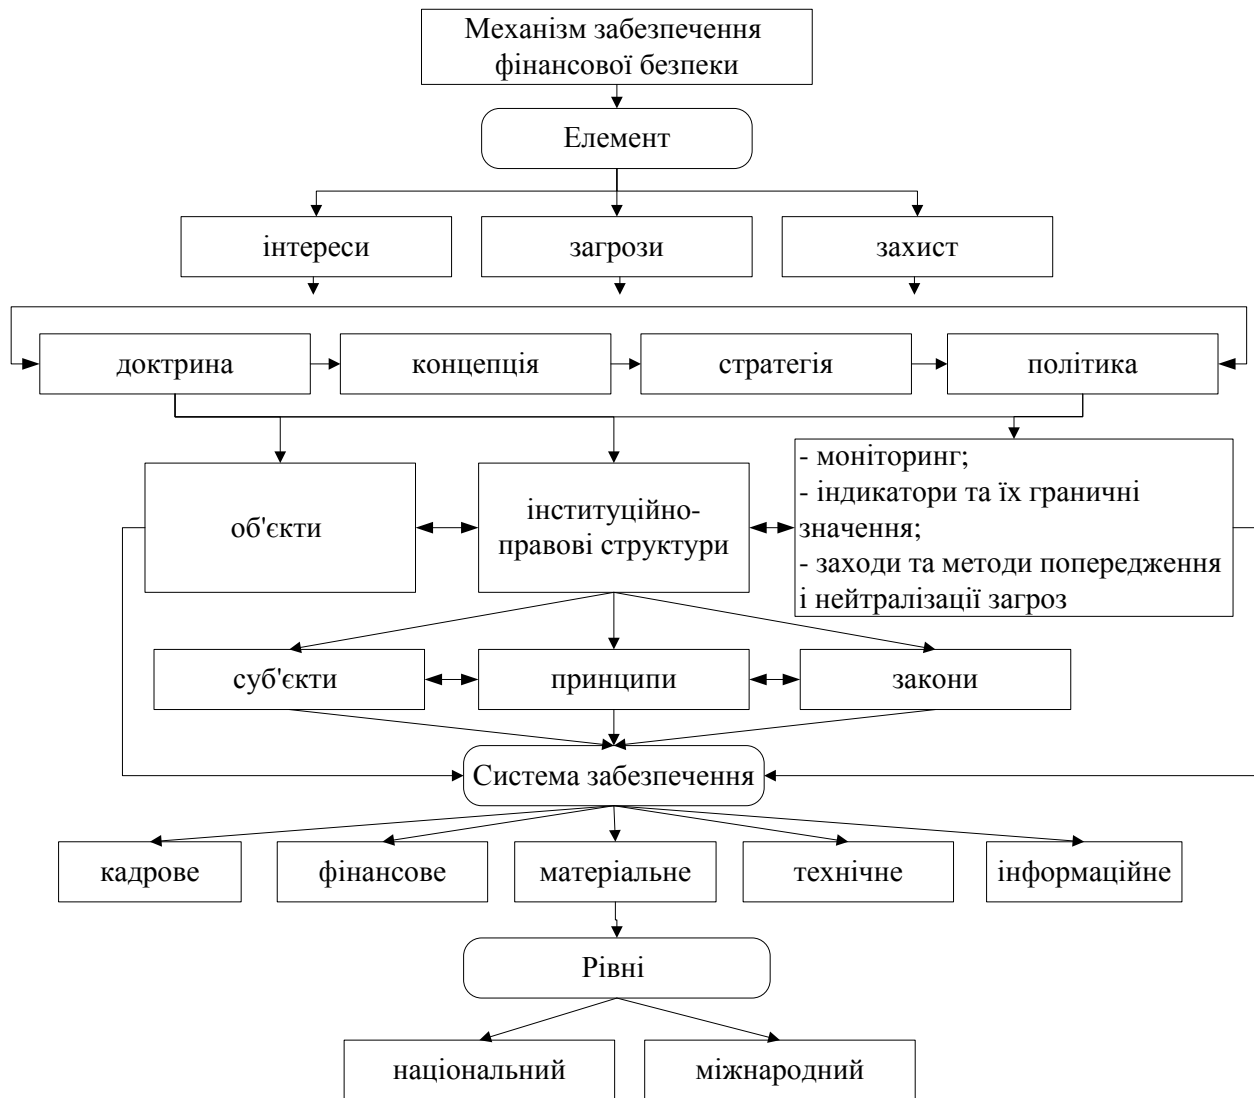 Механізм забезпечення
фінансової безпеки
Елемент
інтереси
загрози
захист
доктрина
концепція
стратегія
політика
об'єкти
інституційно-
правові структури
- моніторинг;
- індикатори та їх граничні
значення;
- заходи та методи попередження
і нейтралізації загроз
суб'єкти
принципи
закони
Система забезпечення
кадрове
фінансове
матеріальне
технічне
інформаційне
Рівні
національний
міжнародний